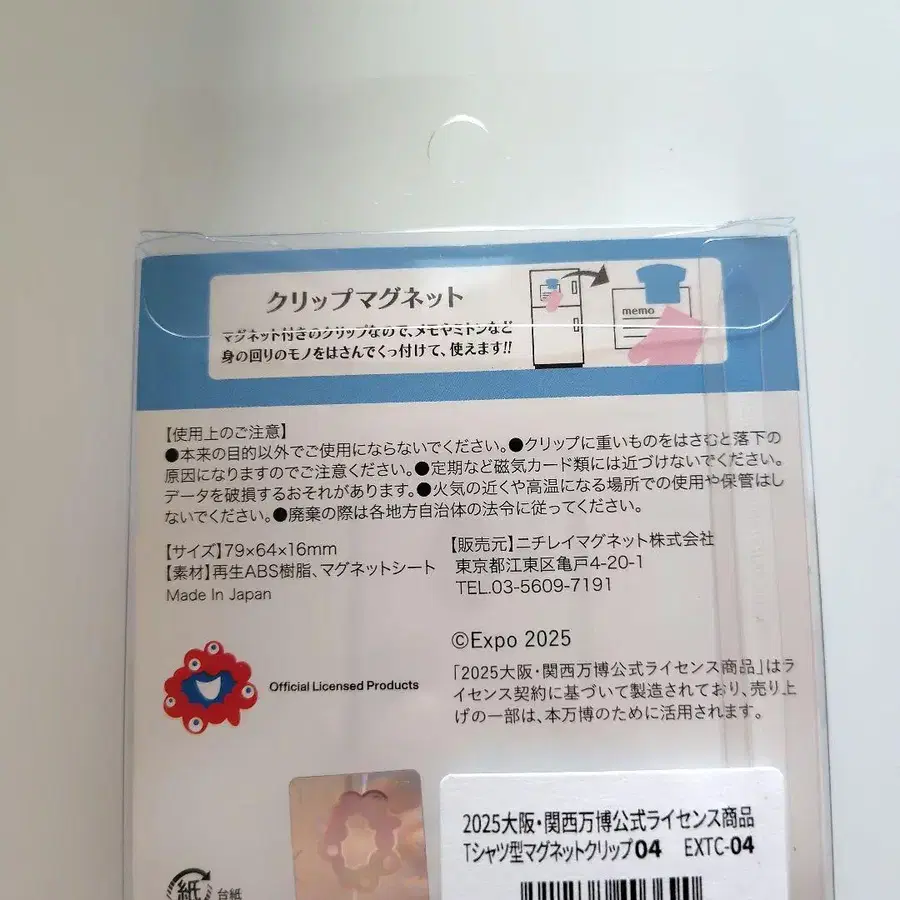 クリップマグネット
マグネット付きのクリップなので、メモやミトンなど
身の回りのモノをはさんでくっ付けて、使えます!!
memo
【使用上のご注意】
●本来の目的以外でご使用にならないでください。●クリップに重いものをはさむと落下の
原因になりますのでご注意ください。●定期など磁気カード類には近づけないでください。
データを破損するおそれがあります。●火気の近くや高温になる場所での使用や保管はし
ないでください。●廃棄の際は各地方自治体の法令に従ってください。
【サイズ】79×64×16mm
【素材】再生ABS樹脂、マグネットシート
Made In Japan
【販売元】ニチレイマグネット株式会社
東京都江東区亀戸4-20-1
TEL.03-5609-7191
©Expo 2025
Official Licensed Products
「2025大阪・関西万博公式ライセンス商品」はラ
イセンス契約に基づいて製造されており、売り上
げの一部は、本万博のために活用されます。
2025大阪・関西万博公式ライセンス商品
Tシャツ型マグネットクリップ04 EXTC-04
紙 台紙